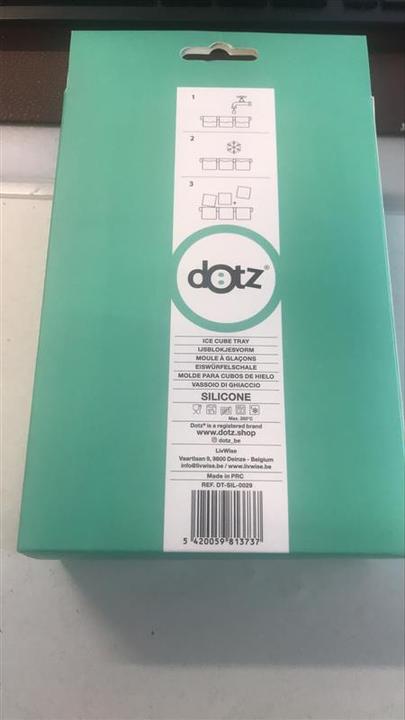 1
2
3
dotz®
ICE CUBE TRAY
IJSBLOKJESVORM
MOULE À GLAÇONS
EISWÜRFELSCHALE
MOLDE PARA CUBOS DE HIELO
VASSOIO DI GHIACCIO
SILICONE
Max. 260°C
Dotz® is a registered brand
www.dotz.shop
dotz_be
LivWise
Vaartlaan 9, 9800 Deinze - Belgium
info@livwise.be / www.livwise.be
Made in PRC
REF. DT-SIL-0029
5 420059 813737